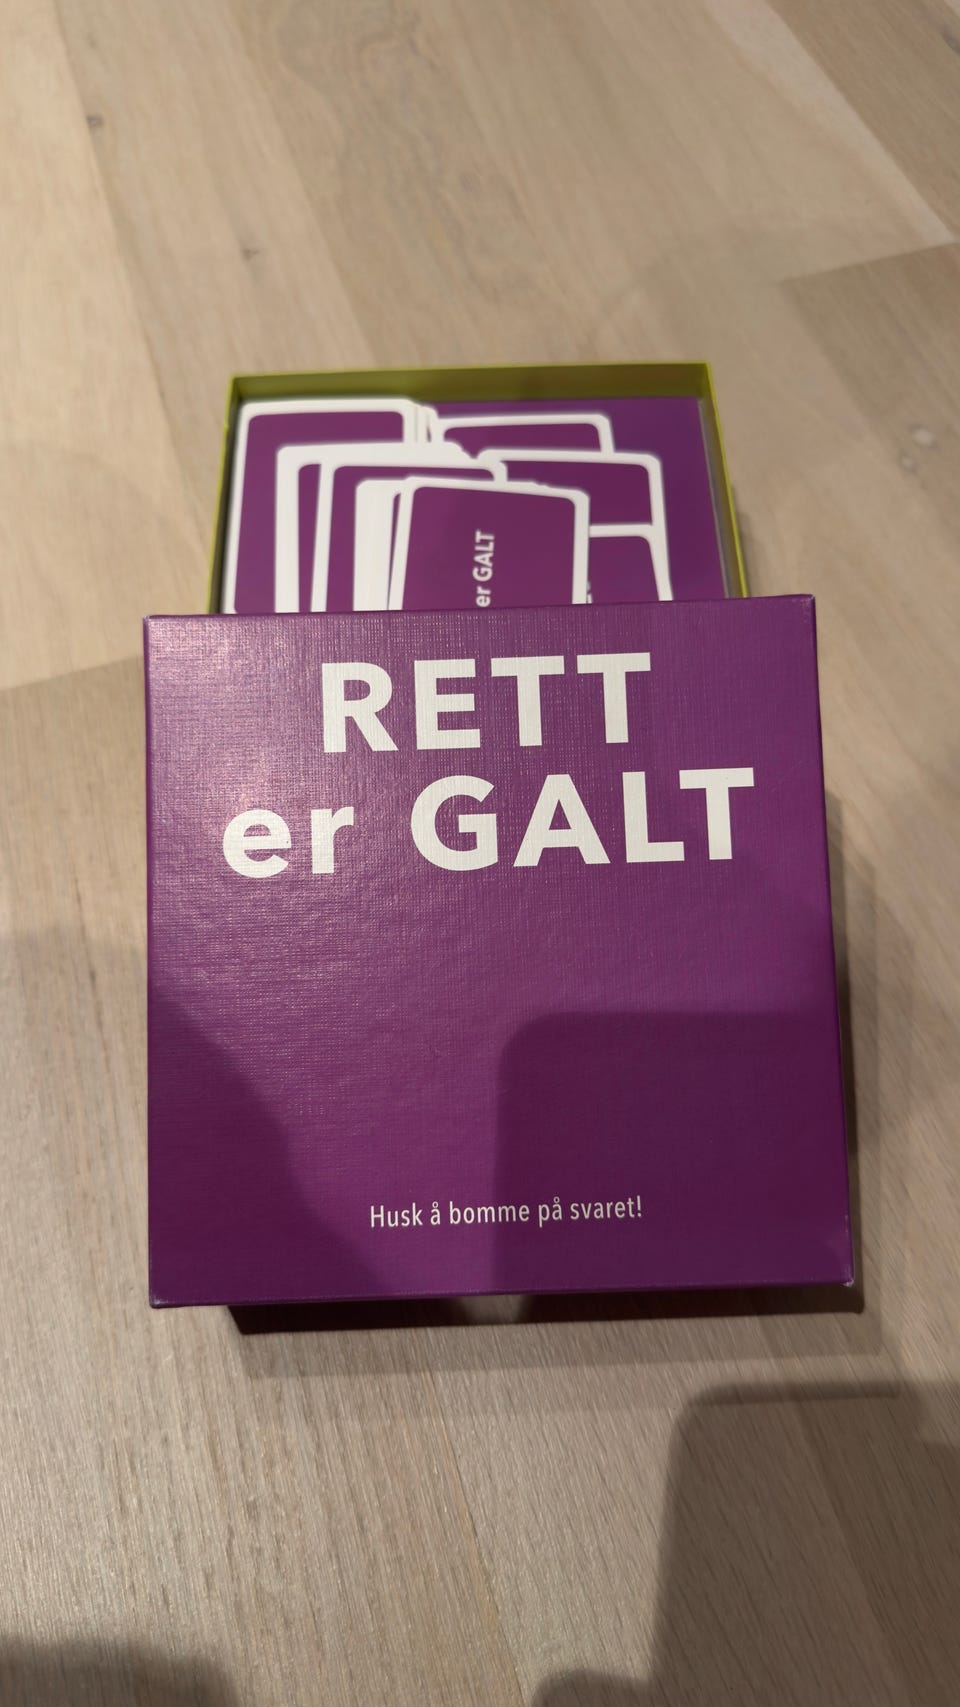 er GALT
RETT
er GALT
Husk å bomme på svaret!